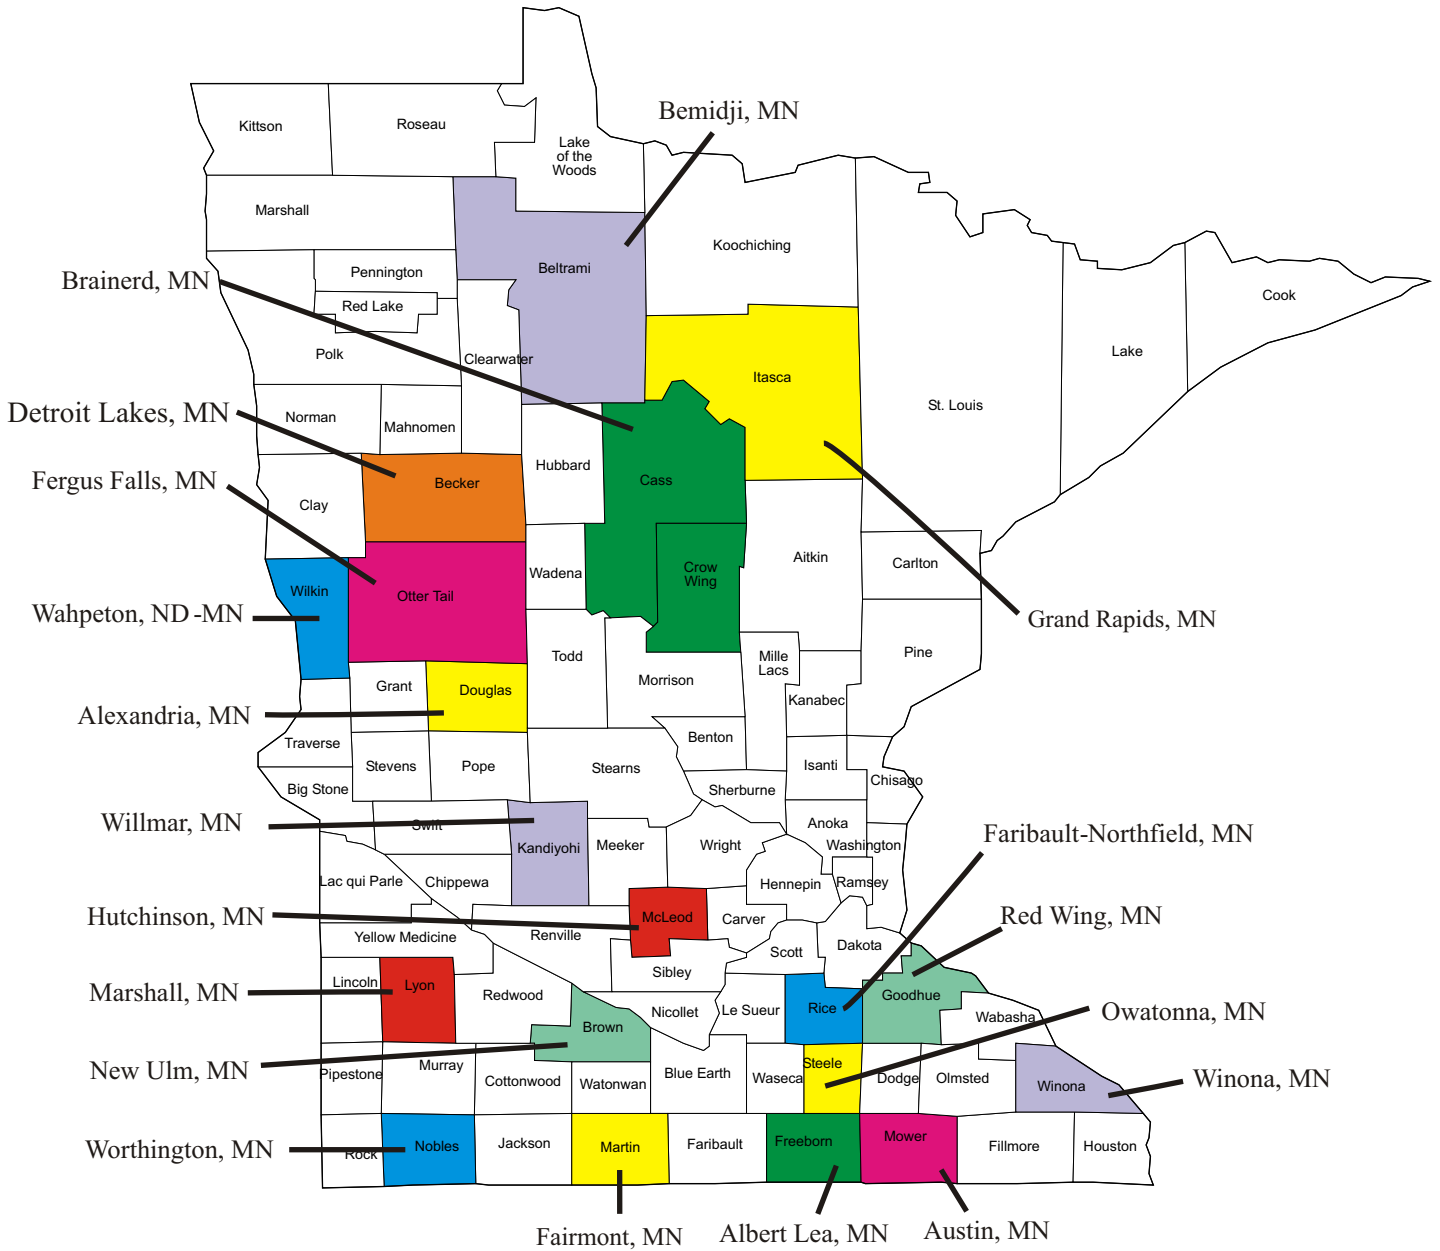 Bemidji, MN
Kittson
Roseau
Lake
of the
Woods
Marshall
Koochiching
Beltrami
Pennington
Brainerd, MN
Red Lake
Cook
Polk
Clearwater
Lake
Itasca
St. Louis
Detroit Lakes, MN
Norman
Mahnomen
Hubbard
Fergus Falls, MN
Becker
Cass
Clay
Aitkin
Carlton
Crow
Wing
Wadena
Wilkin
Otter Tail
Wahpeton, ND-MN
Grand Rapids, MN
Todd
Mille
Lacs
Pine
Morrison
Grant
Douglas
Kanabec
Alexandria, MN
Traverse
Benton
Stevens
Pope
Stearns
Isanti
Chisago
Big Stone
Sherburne
Willmar, MN
Swift
Anoka
Faribault-Northfield, MN
Kandiyohi
Meeker
Wright
Washington
Lac qui Parle
Chippewa
Hennepin
Ramsey
Hutchinson, MN
McLeod
Carver
Red Wing, MN
Yellow Medicine
Renville
Scott
Dakota
Sibley
Marshall, MN
Lincoln
Lyon
Redwood
Goodhue
Nicollet
Le Sueur
Rice
Wabasha
Owatonna, MN
Brown
New Ulm, MN
Pipestone
Murray
Cottonwood
Watonwan
Blue Earth
Waseca
Steele
Dodge
Olmsted
Winona
Winona, MN
Worthington, MN
Rock
Nobles
Jackson
Martin
Faribault
Freeborn
Mower
Fillmore
Houston
Fairmont, MN
Albert Lea, MN
Austin, MN